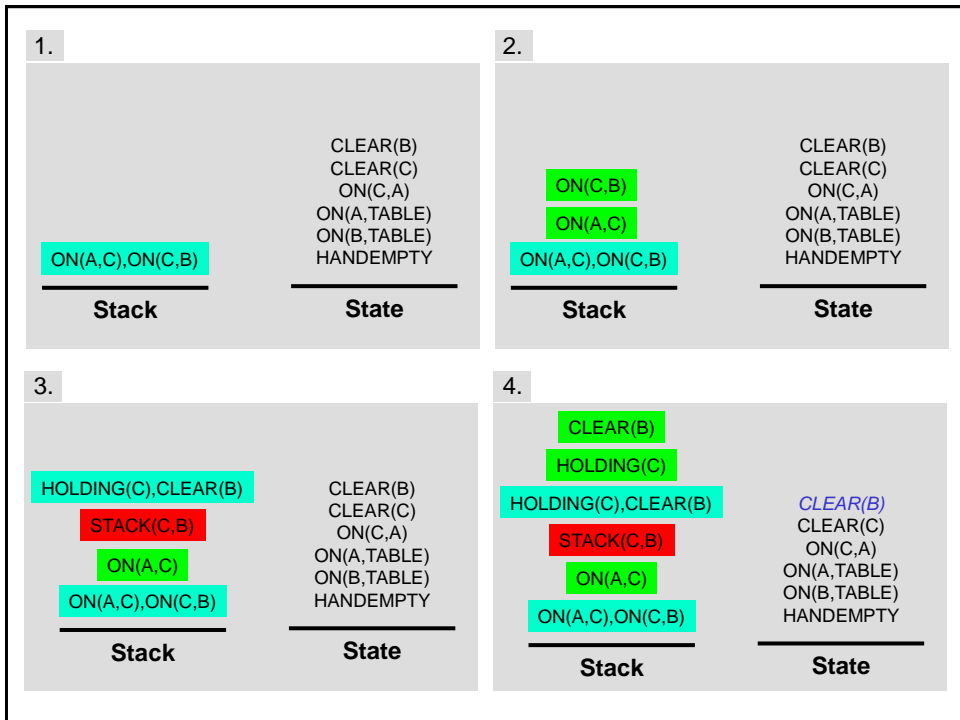 1.
ON(A,C),ON(C,B)
Stack
CLEAR(B)
CLEAR(C)
ON(C,A)
ON(A,TABLE)
ON(B,TABLE)
HANDEMPTY
State
2.
ON(C,B)
ON(A,C)
ON(A,C),ON(C,B)
Stack
CLEAR(B)
CLEAR(C)
ON(C,A)
ON(A,TABLE)
ON(B,TABLE)
HANDEMPTY
State
3.
HOLDING(C),CLEAR(B)
STACK(C,B)
ON(A,C)
ON(A,C),ON(C,B)
Stack
CLEAR(B)
CLEAR(C)
ON(C,A)
ON(A,TABLE)
ON(B,TABLE)
HANDEMPTY
State
4.
CLEAR(B)
HOLDING(C)
HOLDING(C),CLEAR(B)
STACK(C,B)
ON(A,C)
ON(A,C),ON(C,B)
Stack
CLEAR(B)
CLEAR(C)
ON(C,A)
ON(A,TABLE)
ON(B,TABLE)
HANDEMPTY
State